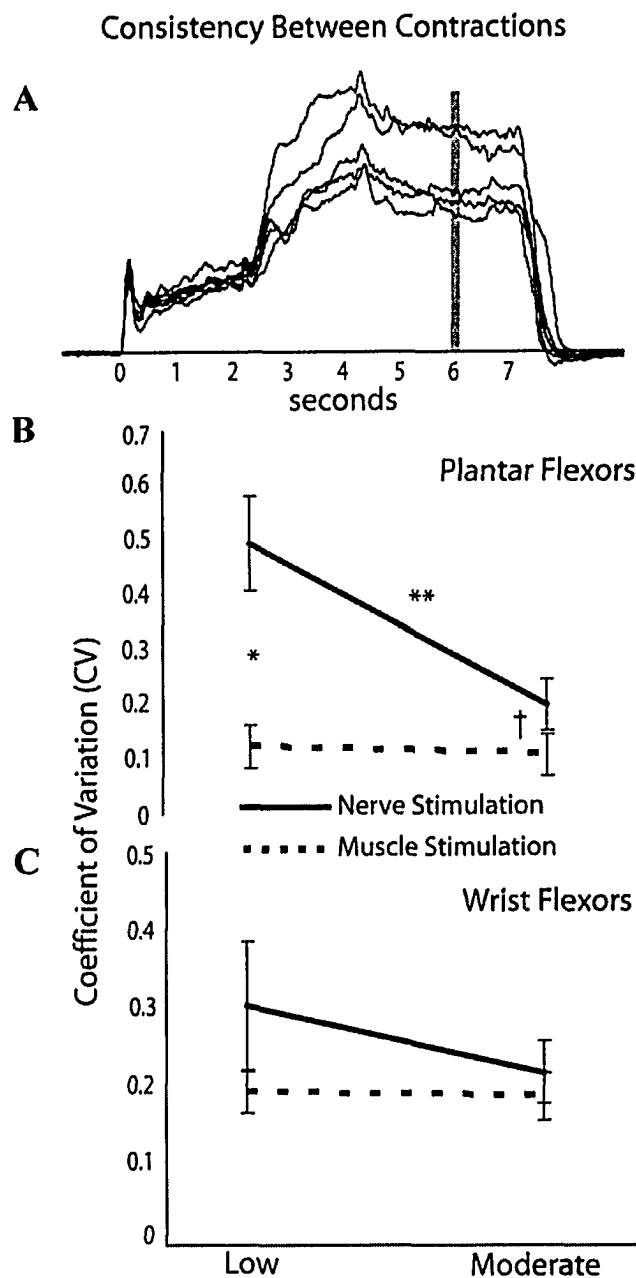 Consistency Between Contractions
A
0 1 2 3 4 5 6 7
seconds
B
Plantar Flexors
0.7
0.6
0.5
0.4
0.3
0.2
0.1
0
**
*
†
Coefficient of Variation (CV)
Nerve Stimulation
Muscle Stimulation
C
Wrist Flexors
0.5
0.4
0.3
0.2
0.1
0
Low Moderate